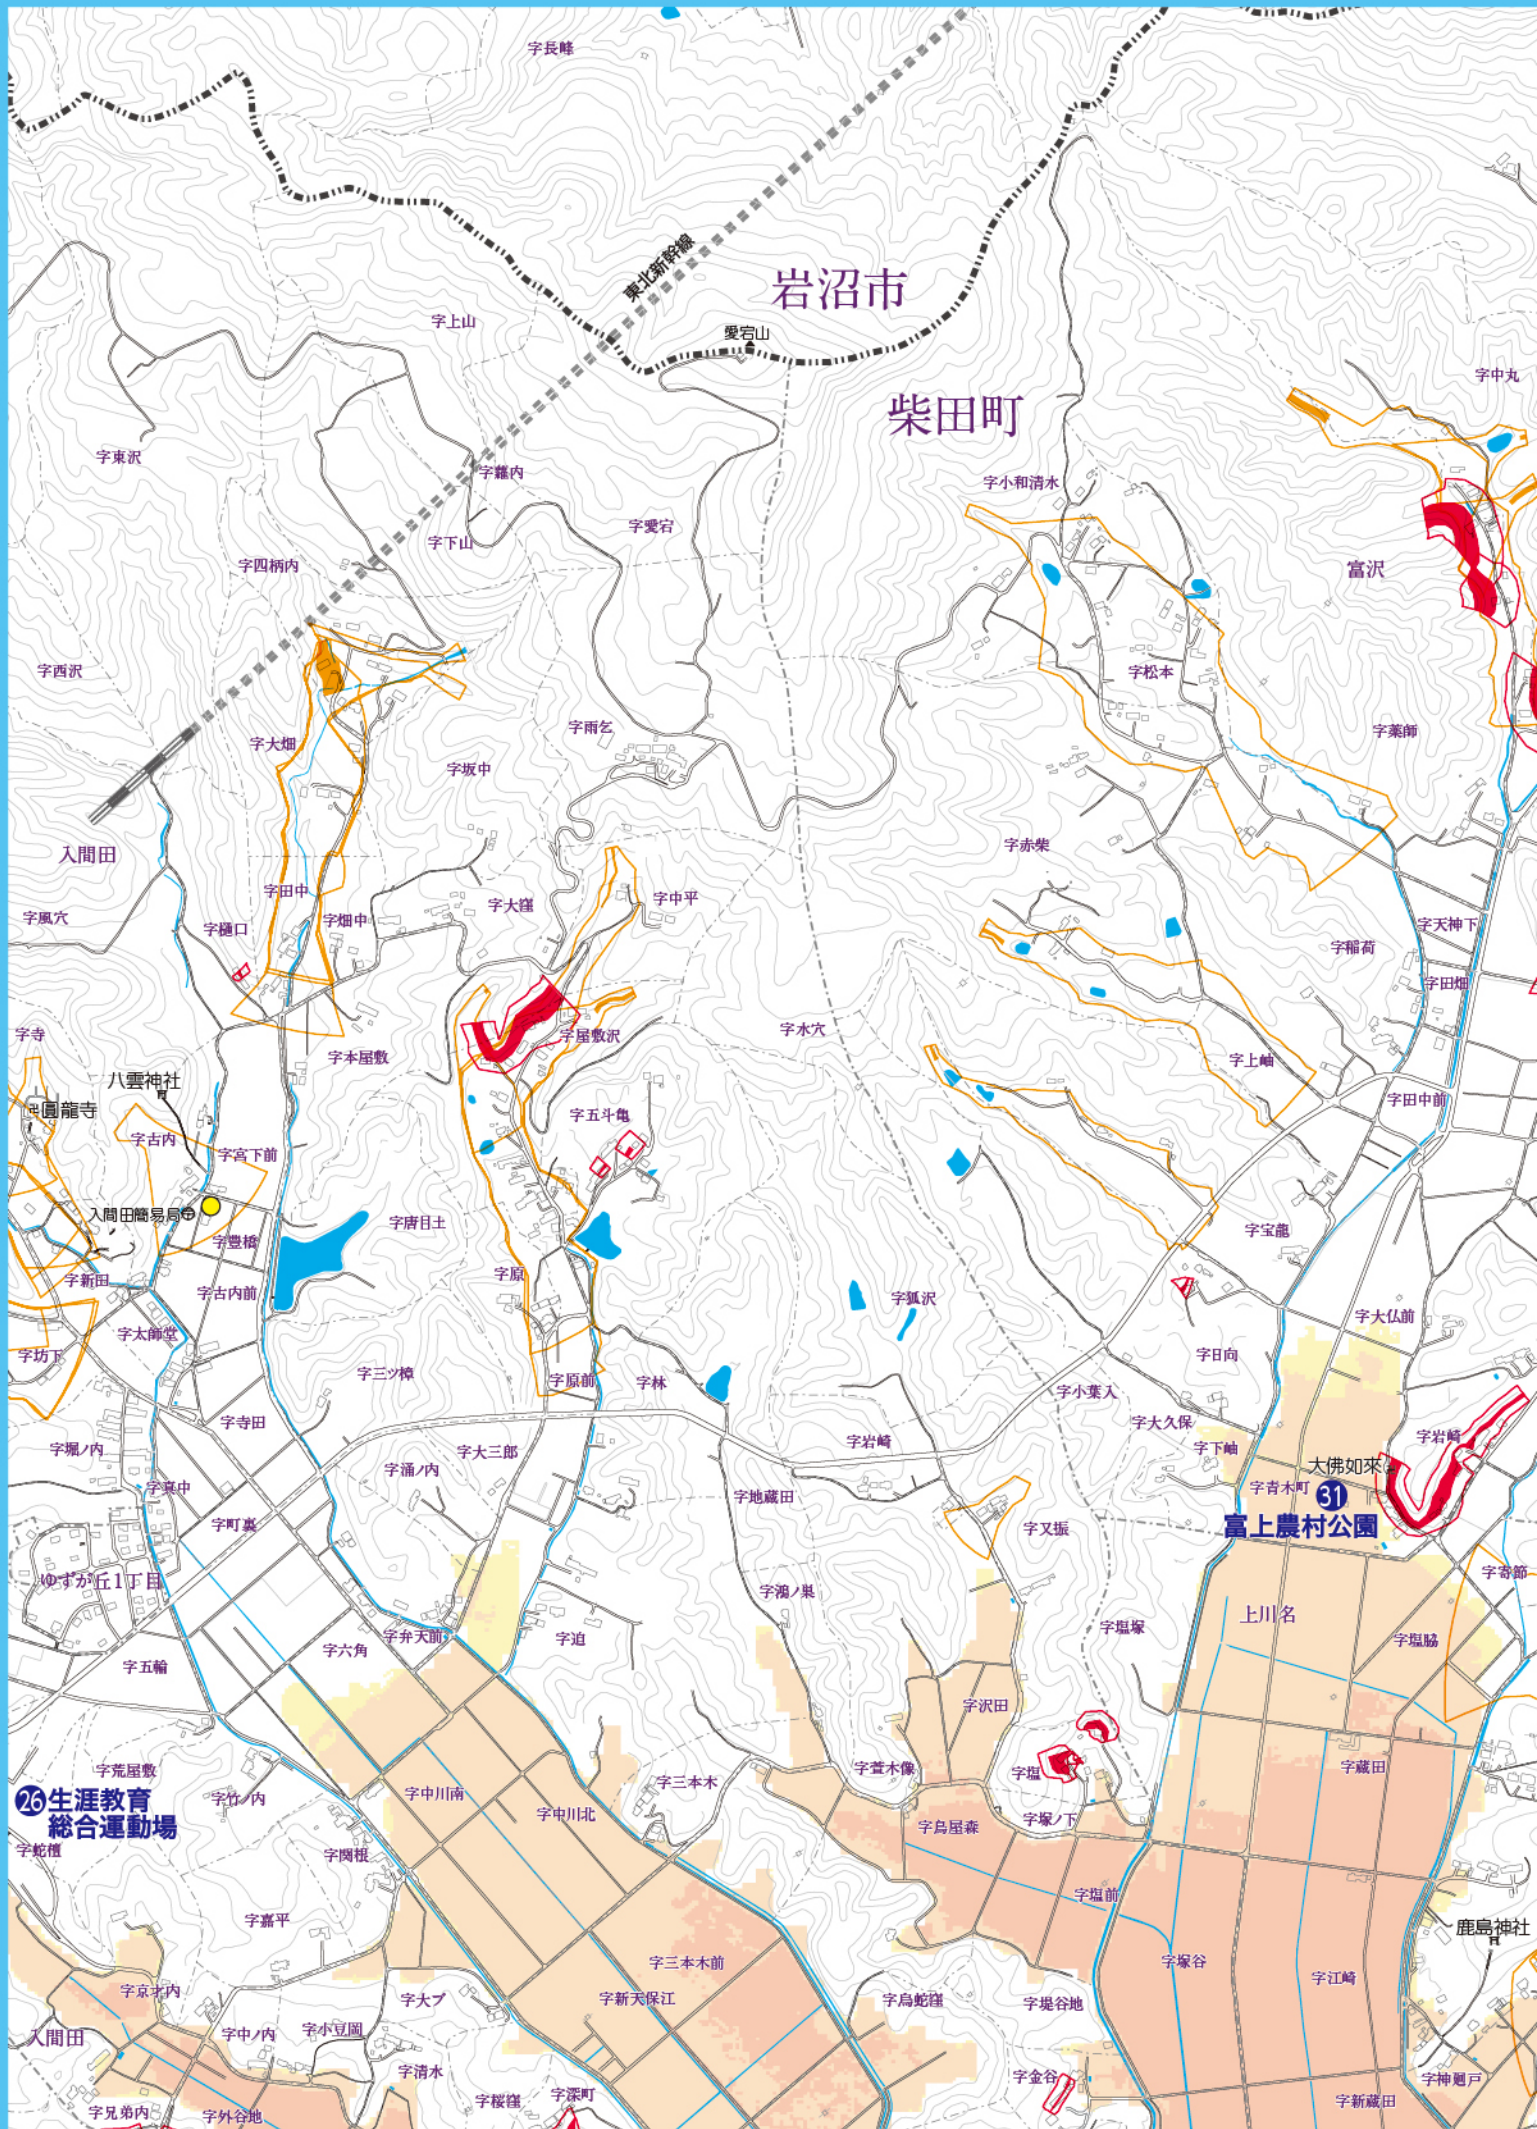 字長峰
東北新幹線
岩沼市
字上山
愛宕山
字中丸
柴田町
字東沢
字蘿内
字小和清水
字愛宕
字下山
字四柄内
富沢
字西沢
字松本
字雨乞
字薬師
字大畑
字坂中
字赤柴
入間田
字田中
字中平
字大窪
字風穴
字畑中
字樋口
字天神下
字稲荷
字田畑
字寺
字水穴
字屋敷沢
字本屋敷
字上岫
八雲神社
字田中前
圓龍寺
字五斗亀
字古内
字宮下前
入間田簡易局
字唐目土
字宝龍
字豊橋
字原
字新田
字古内前
字狐沢
字大仏前
字太師堂
字坊下
字日向
字三ツ樟
字原前
字林
字小葉入
字寺田
字大久保
字岩崎
字堀ノ内
字大三郎
字岩崎
字下岫
字涌ノ内
大佛如來
字真中
字青木町
字地蔵田
31
富上農村公園
字町裏
字又振
ゆずが丘1丁目
字寄節
字鴻ノ巣
上川名
字塩塚
字弁天前
字迫
字塩脇
字六角
字五輪
字沢田
字荒屋敷
字萱木像
字塩
字蔵田
字三本木
26
生涯教育
総合運動場
字竹ノ内
字中川南
字中川北
字塚ノ下
字鳥屋森
字蛇檀
字関根
字塩前
字嘉平
鹿島神社
字三本木前
字塚谷
字江崎
字京才内
字新天保江
字大ブ
字鳥蛇窪
字堤谷地
字小豆岡
字中ノ内
入間田
字清水
字金谷
字神廻戸
字桜窪
字深町
字新蔵田
字兄弟内
字外谷地